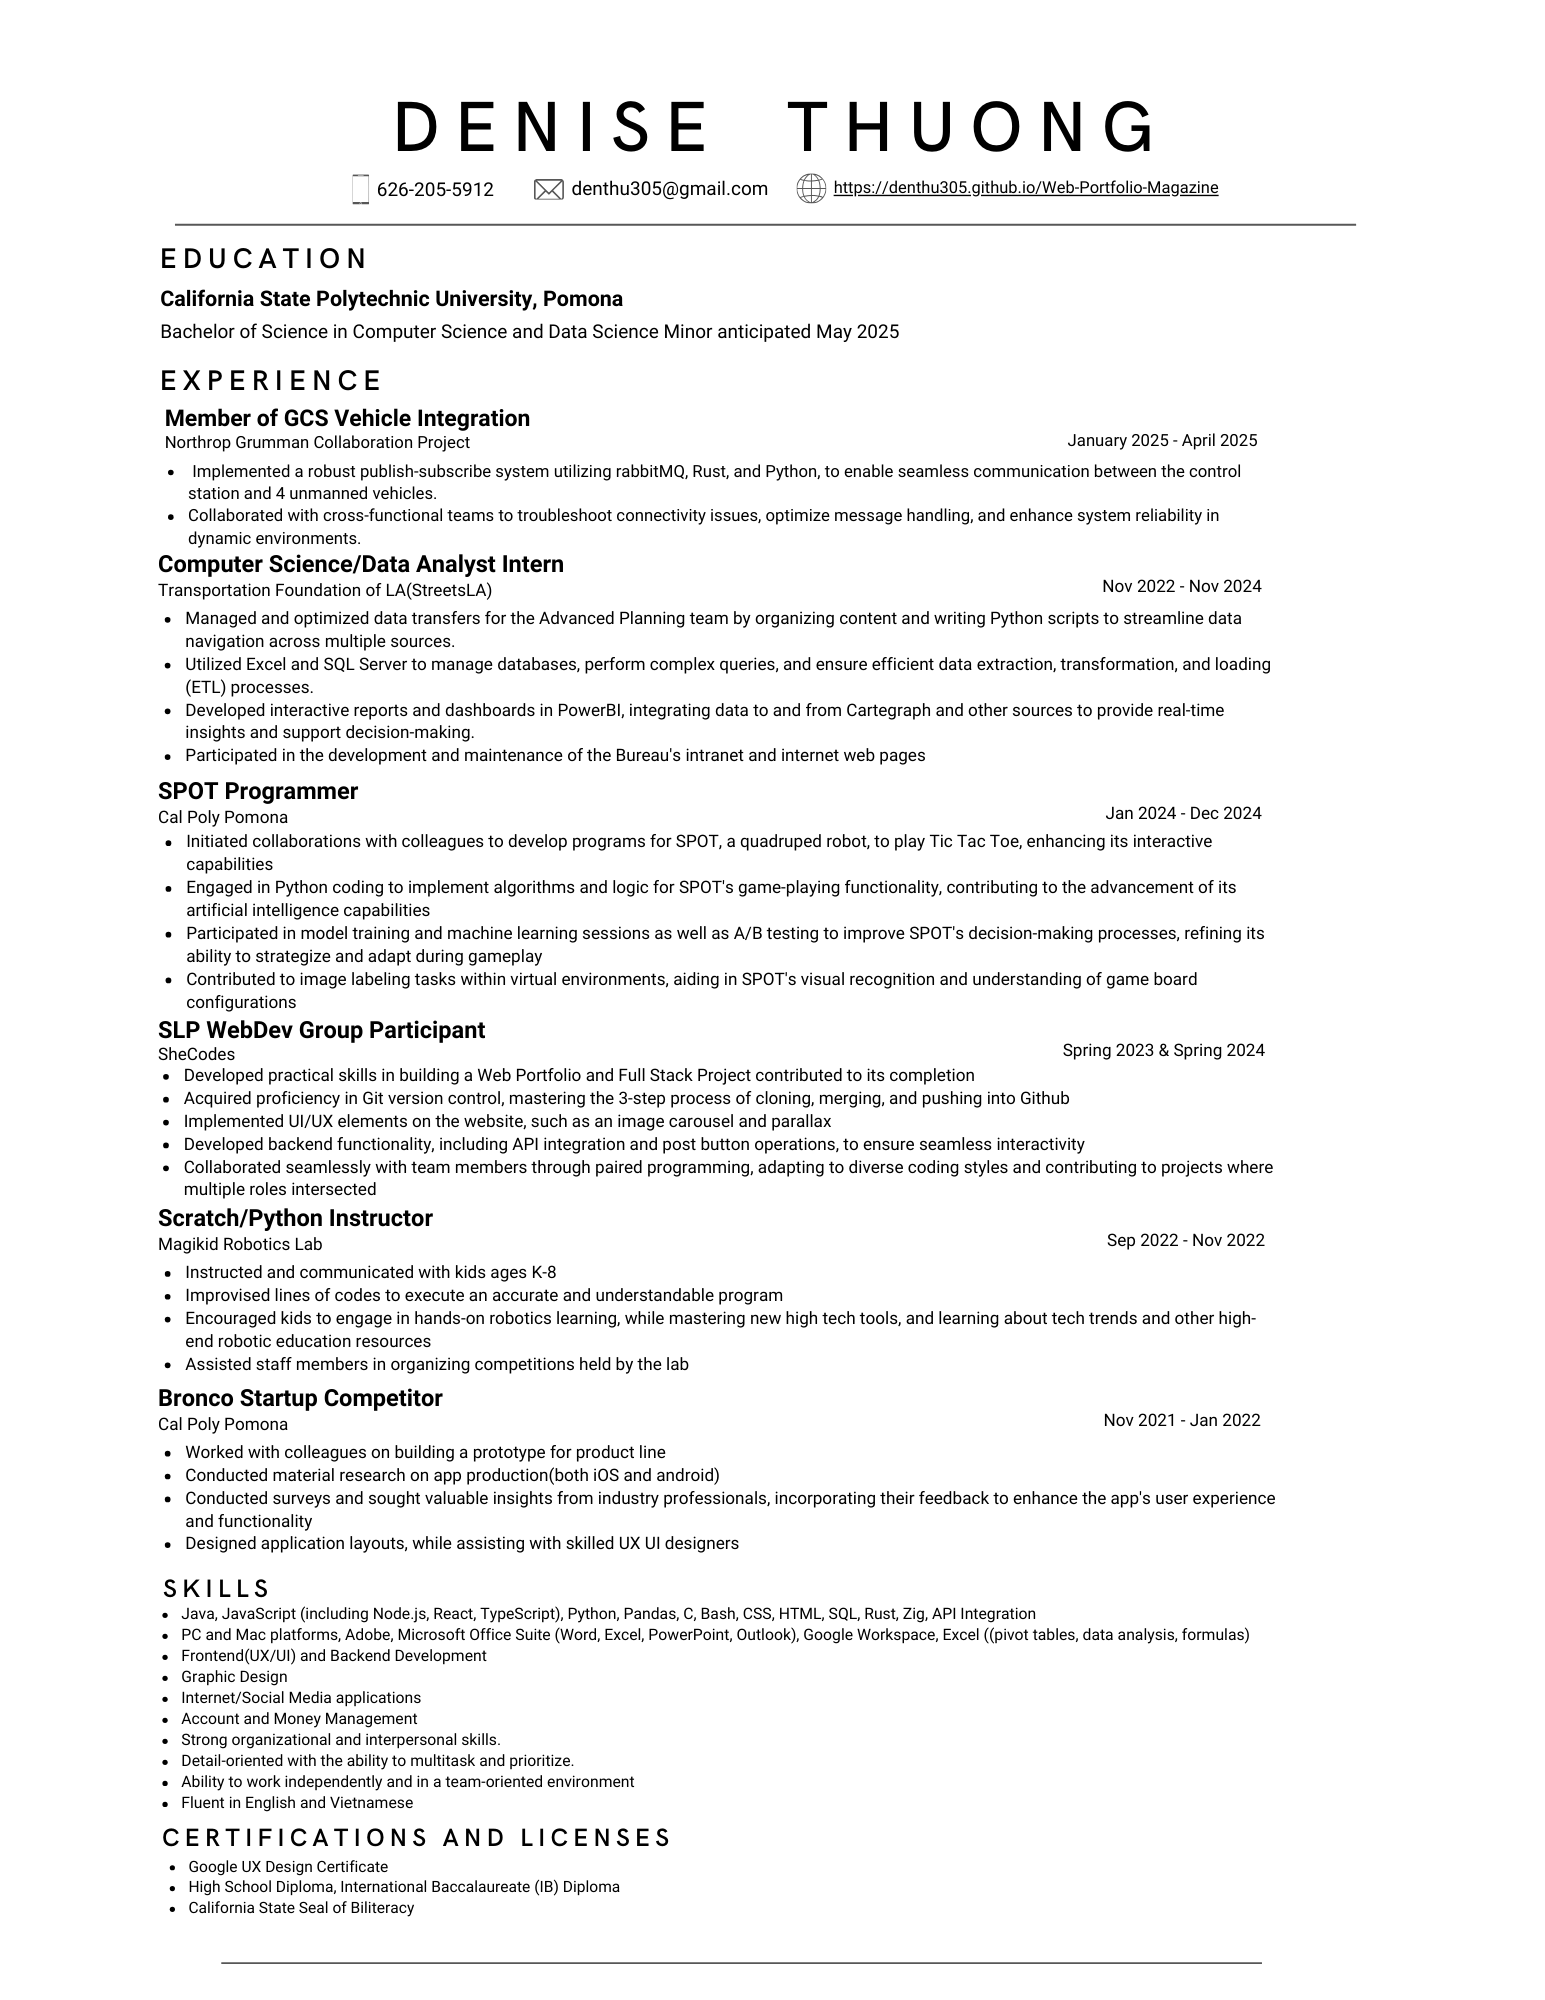 DENISE THUONG
626-205-5912 denthu305@gmail.com https://denthu305.github.io/Web-Portfolio-Magazine
EDUCATION
California State Polytechnic University, Pomona
Bachelor of Science in Computer Science and Data Science Minor anticipated May 2025
EXPERIENCE
Member of GCS Vehicle Integration
Northrop Grumman Collaboration Project January 2025 - April 2025
• Implemented a robust publish-subscribe system utilizing rabbitMQ, Rust, and Python, to enable seamless communication between the control
station and 4 unmanned vehicles.
• Collaborated with cross-functional teams to troubleshoot connectivity issues, optimize message handling, and enhance system reliability in
dynamic environments.
Computer Science/Data Analyst Intern
Transportation Foundation of LA(StreetsLA) Nov 2022 - Nov 2024
• Managed and optimized data transfers for the Advanced Planning team by organizing content and writing Python scripts to streamline data
navigation across multiple sources.
• Utilized Excel and SQL Server to manage databases, perform complex queries, and ensure efficient data extraction, transformation, and loading
(ETL) processes.
• Developed interactive reports and dashboards in PowerBI, integrating data to and from Cartegraph and other sources to provide real-time
insights and support decision-making.
• Participated in the development and maintenance of the Bureau's intranet and internet web pages
SPOT Programmer
Cal Poly Pomona Jan 2024 - Dec 2024
• Initiated collaborations with colleagues to develop programs for SPOT, a quadruped robot, to play Tic Tac Toe, enhancing its interactive
capabilities
• Engaged in Python coding to implement algorithms and logic for SPOT's game-playing functionality, contributing to the advancement of its
artificial intelligence capabilities
• Participated in model training and machine learning sessions as well as A/B testing to improve SPOT's decision-making processes, refining its
ability to strategize and adapt during gameplay
• Contributed to image labeling tasks within virtual environments, aiding in SPOT's visual recognition and understanding of game board
configurations
SLP WebDev Group Participant
SheCodes Spring 2023 & Spring 2024
• Developed practical skills in building a Web Portfolio and Full Stack Project contributed to its completion
• Acquired proficiency in Git version control, mastering the 3-step process of cloning, merging, and pushing into Github
• Implemented UI/UX elements on the website, such as an image carousel and parallax
• Developed backend functionality, including API integration and post button operations, to ensure seamless interactivity
• Collaborated seamlessly with team members through paired programming, adapting to diverse coding styles and contributing to projects where
multiple roles intersected
Scratch/Python Instructor
Magikid Robotics Lab Sep 2022 - Nov 2022
• Instructed and communicated with kids ages K-8
• Improvised lines of codes to execute an accurate and understandable program
• Encouraged kids to engage in hands-on robotics learning, while mastering new high tech tools, and learning about tech trends and other high-
end robotic education resources
• Assisted staff members in organizing competitions held by the lab
Bronco Startup Competitor
Cal Poly Pomona Nov 2021 - Jan 2022
• Worked with colleagues on building a prototype for product line
• Conducted material research on app production(both iOS and android)
• Conducted surveys and sought valuable insights from industry professionals, incorporating their feedback to enhance the app's user experience
and functionality
• Designed application layouts, while assisting with skilled UX UI designers
SKILLS
• Java, JavaScript (including Node.js, React, TypeScript), Python, Pandas, C, Bash, CSS, HTML, SQL, Rust, Zig, API Integration
• PC and Mac platforms, Adobe, Microsoft Office Suite (Word, Excel, PowerPoint, Outlook), Google Workspace, Excel ((pivot tables, data analysis, formulas)
• Frontend(UX/UI) and Backend Development
• Graphic Design
• Internet/Social Media applications
• Account and Money Management
• Strong organizational and interpersonal skills.
• Detail-oriented with the ability to multitask and prioritize.
• Ability to work independently and in a team-oriented environment
• Fluent in English and Vietnamese
CERTIFICATIONS AND LICENSES
• Google UX Design Certificate
• High School Diploma, International Baccalaureate (IB) Diploma
• California State Seal of Biliteracy